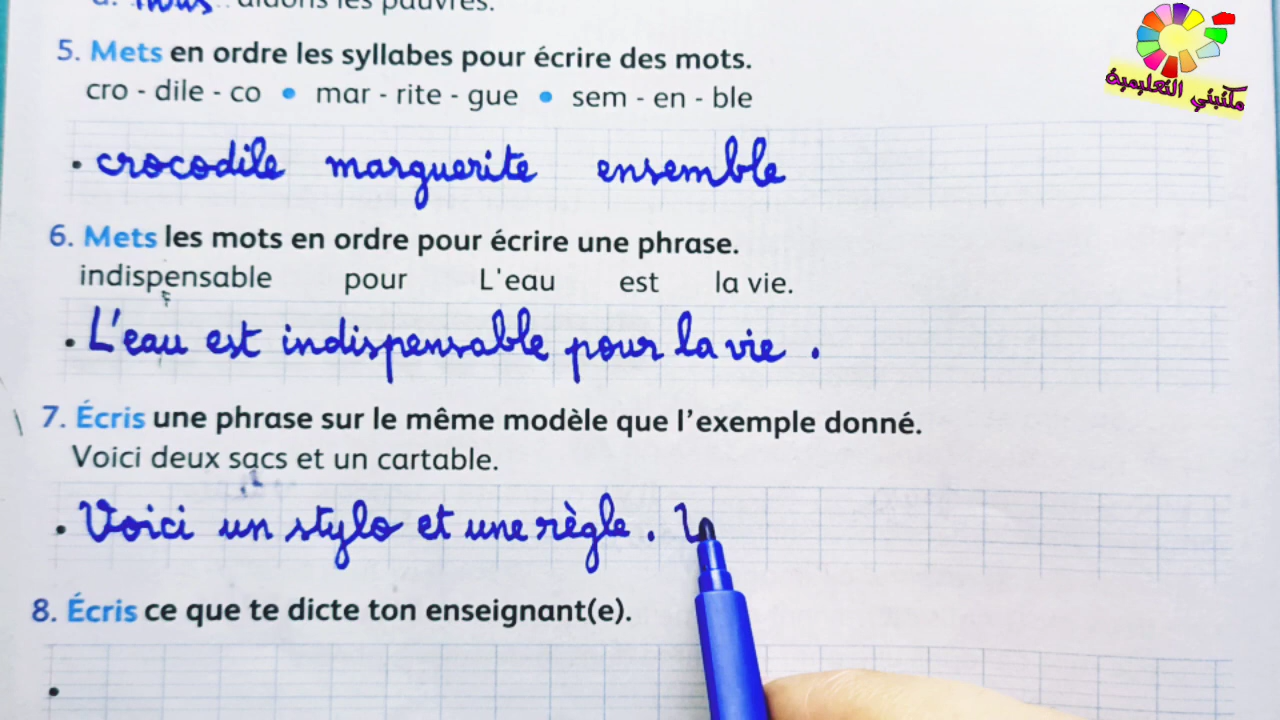 d. nous aidons les pauvres.
5. Mets en ordre les syllabes pour écrire des mots.
cro - dile - co • mar - rite - gue • sem - en - ble
• crocodile marguerite ensemble
6. Mets les mots en ordre pour écrire une phrase.
indispensable pour L'eau est la vie.
• L'eau est indispensable pour la vie .
7. Écris une phrase sur le même modèle que l'exemple donné.
Voici deux sacs et un cartable.
• Voici un stylo et une règle .
8. Écris ce que te dicte ton enseignant(e).
•
مكتبتي التعليمية